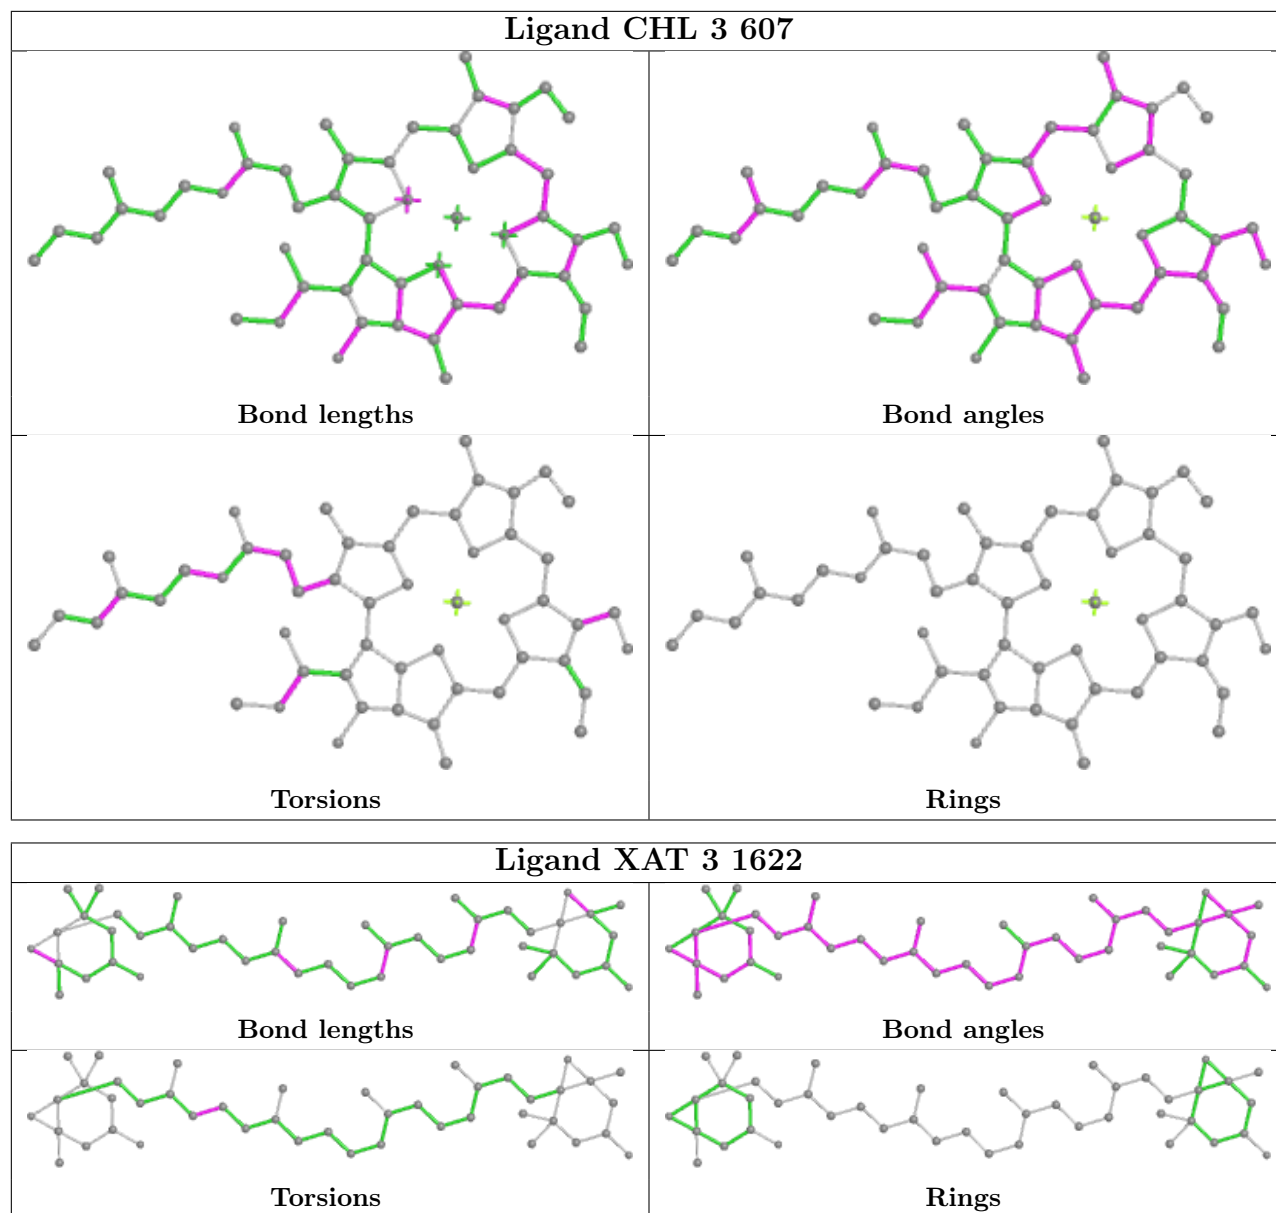 Ligand CHL 3 607
Bond lengths
Bond angles
Torsions
Rings
Ligand XAT 3 1622
Bond lengths
Bond angles
Torsions
Rings